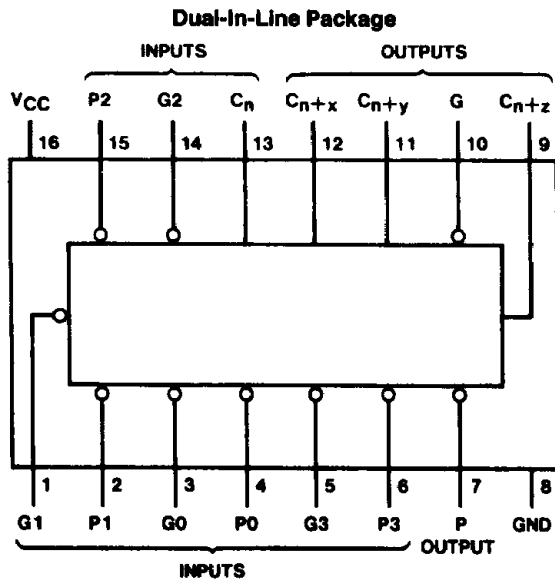 Dual-In-Line Package
INPUTS OUTPUTS
VCC P2 G2 Cn Cn+x Cn+y G Cn+z
16 15 14 13 12 11 10 9
1 2 3 4 5 6 7 8
G1 P1 G0 P0 G3 P3 P GND
INPUTS OUTPUT